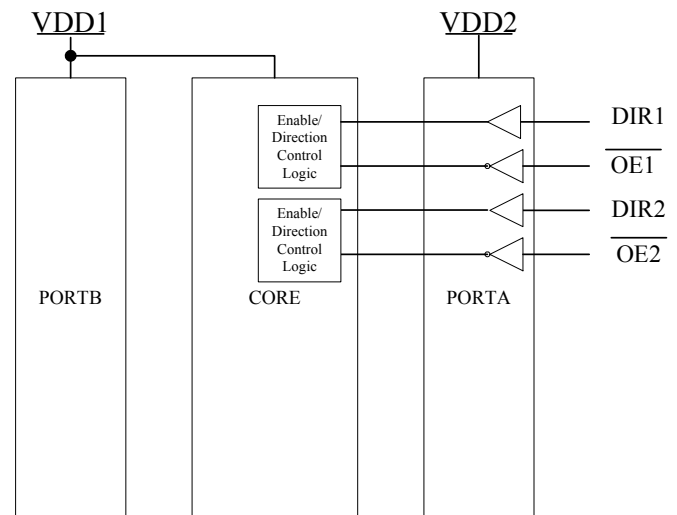 VDD1
VDD2
Enable/
Direction
Control
Logic
DIR1
OE1
Enable/
Direction
Control
Logic
DIR2
OE2
PORTB
CORE
PORTA